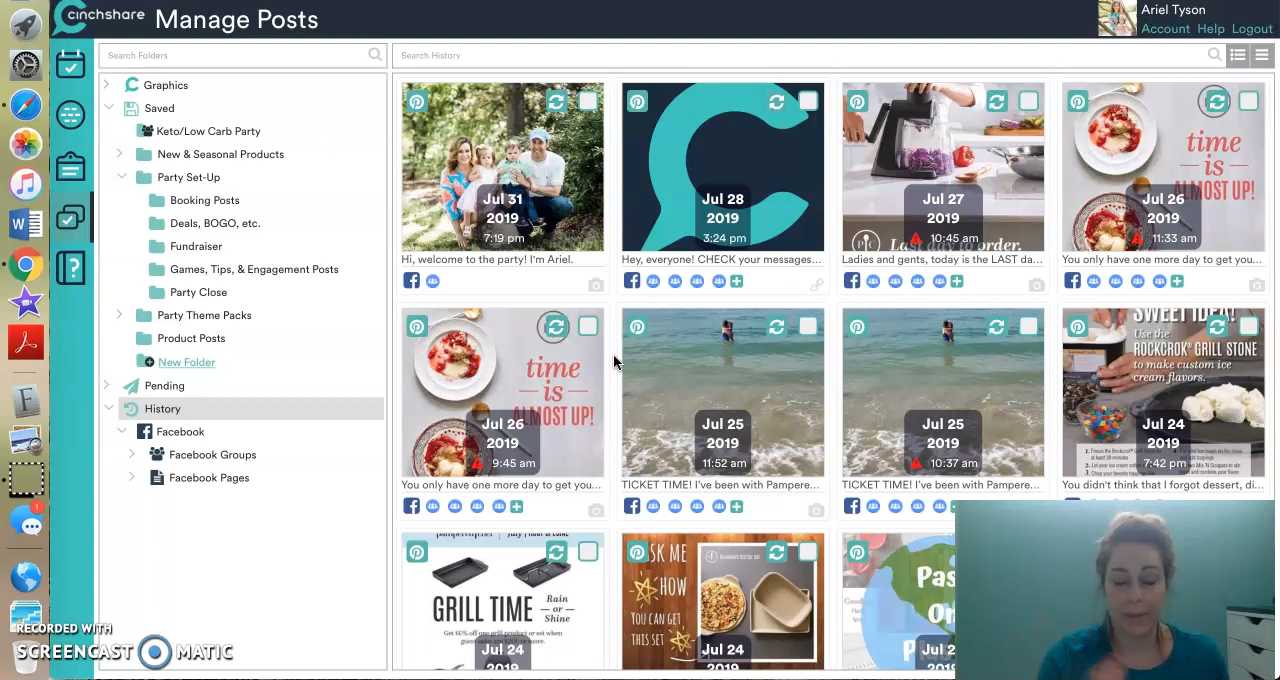 cinchshare Manage Posts
Ariel Tyson
Account Help Logout
Search Folders
Search History
Graphics
Saved
Keto/Low Carb Party
New & Seasonal Products
Party Set-Up
Booking Posts
Deals, BOGO, etc.
Fundraiser
Games, Tips, & Engagement Posts
Party Close
Party Theme Packs
Product Posts
New Folder
Pending
History
Facebook
Facebook Groups
Facebook Pages
Jul 31
2019
7:19 pm
Hi, welcome to the party! I'm Ariel.
Jul 28
2019
3:24 pm
Hey, everyone! CHECK your messages...
Jul 27
2019
10:45 am
Last day to order.
Ladies and gents, today is the LAST da...
time
is
ALMOST UP!
Jul 26
2019
11:33 am
You only have one more day to get you...
time
is
ALMOST UP!
Jul 26
2019
9:45 am
You only have one more day to get you...
Jul 25
2019
11:52 am
TICKET TIME! I've been with Pampere...
Jul 25
2019
10:37 am
TICKET TIME! I've been with Pampere...
SWEET IDEA!
Use the
ROCKCROK® GRILL STONE
to make custom ice
cream flavors.
Jul 24
2019
7:42 pm
You didn't think that I forgot dessert, di...
GRILL TIME
Rain
or
Shine
Jul 24
2019
ASK ME
HOW
YOU CAN GET
THIS SET
Jul 24
2019
1
RECORDED WITH
SCREENCAST MATIC